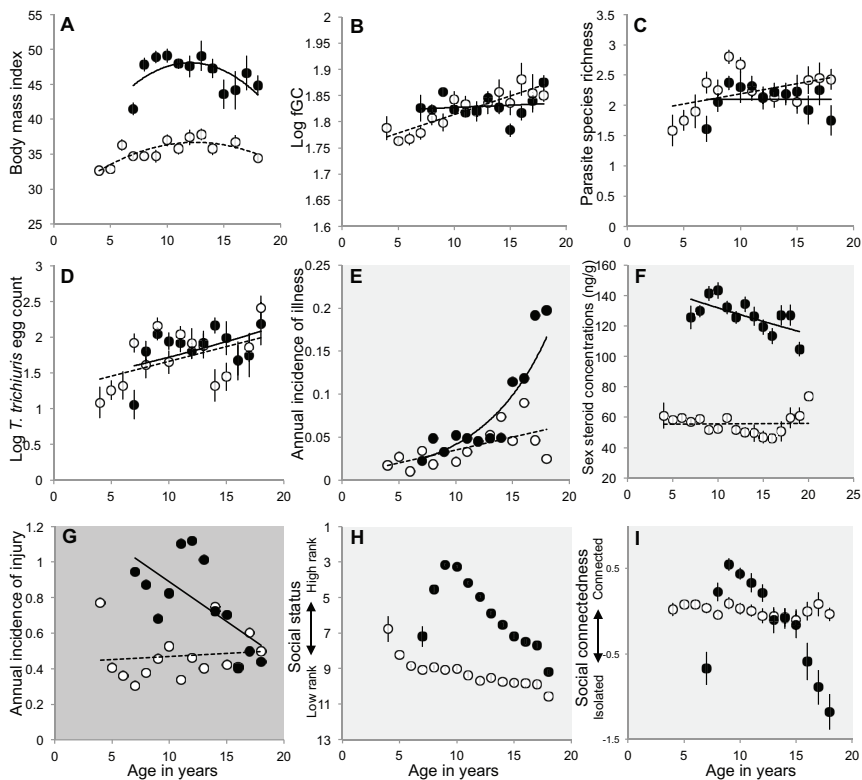 A
Body mass index
55
50
45
40
35
30
25
0 5 10 15 20
B
Log fGC
2
1.95
1.9
1.85
1.8
1.75
1.7
1.65
1.6
0 5 10 15 20
C
Parasite species richness
3.5
3
2.5
2
1.5
1
0.5
0
0 5 10 15 20
D
Log T. trichiuris egg count
3
2.5
2
1.5
1
0.5
0
0 5 10 15 20
E
Annual incidence of illness
0.25
0.2
0.15
0.1
0.05
0
0 5 10 15 20
F
Sex steroid concentrations (ng/g)
160
140
120
100
80
60
40
20
0 5 10 15 20
G
Annual incidence of injury
1.2
1
0.8
0.6
0.4
0.2
0
0 5 10 15 20
Age in years
H
Social status
Low rank
High rank
1
3
5
7
9
11
13
0 5 10 15 20
Age in years
I
Social connectedness
Isolated
Connected
0.5
-0.5
-1.5
0 5 10 15 20
Age in years